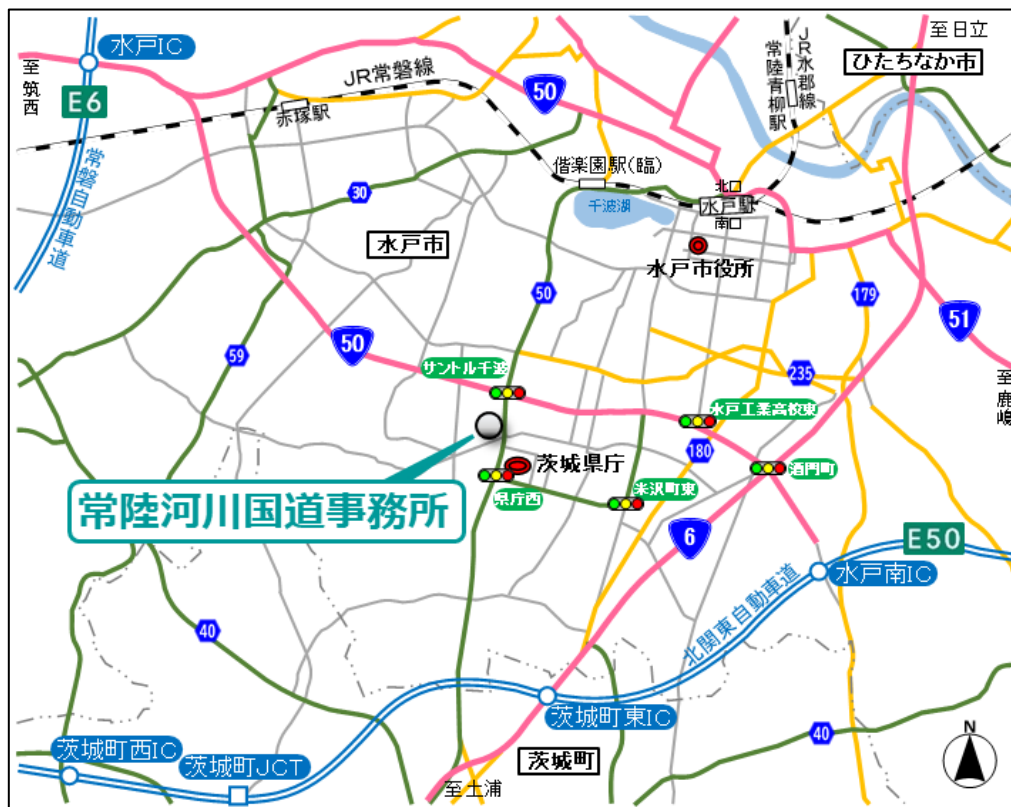 水戸IC
至筑西
E6
常磐自動車道
JR常磐線
赤塚駅
50
JR水郡線
常陸青柳駅
至日立
ひたちなか市
偕楽園駅(臨)
千波湖
北口
水戸駅
南口
30
水戸市
水戸市役所
50
179
51
50
59
サントル千波
235
至鹿嶋
水戸工業高校東
180
茨城県庁
酒門町
県庁西
米沢町東
常陸河川国道事務所
6
E50
水戸南IC
北関東自動車道
40
茨城町東IC
40
茨城町西IC
茨城町JCT
茨城町
至土浦
N